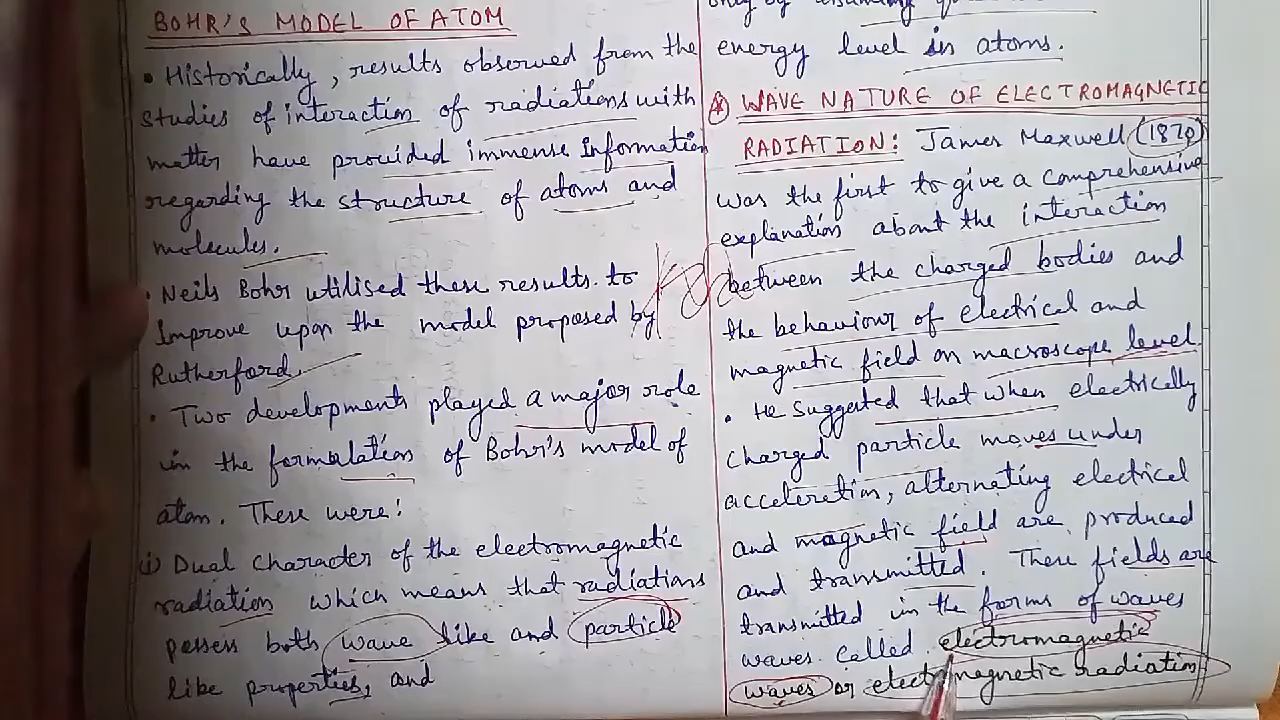 BOHR'S MODEL OF ATOM
• Historically, results observed from the
studies of interaction of radiations with
matter have provided immense information
regarding the structure of atoms and
molecules.
• Neils Bohr utilised these results to
Improve upon the model proposed by
Rutherford.
• Two developments played a major role
in the formulation of Bohr's model of
atom. These were:
i) Dual character of the electromagnetic
radiation which means that radiations
possess both wave like and particle
like properties, and
energy level in atoms.
WAVE NATURE OF ELECTROMAGNETIC
RADIATION: James Maxwell (1870)
was the first to give a comprehensive
explanation about the interaction
between the charged bodies and
the behaviour of electrical and
magnetic field on macroscope level.
• He suggested that when electrically
charged particle moves under
acceleration, alternating electrical
and magnetic field are produced
and transmitted. These fields are
transmitted in the forms of waves
waves called electromagnetic
waves or electromagnetic radiation